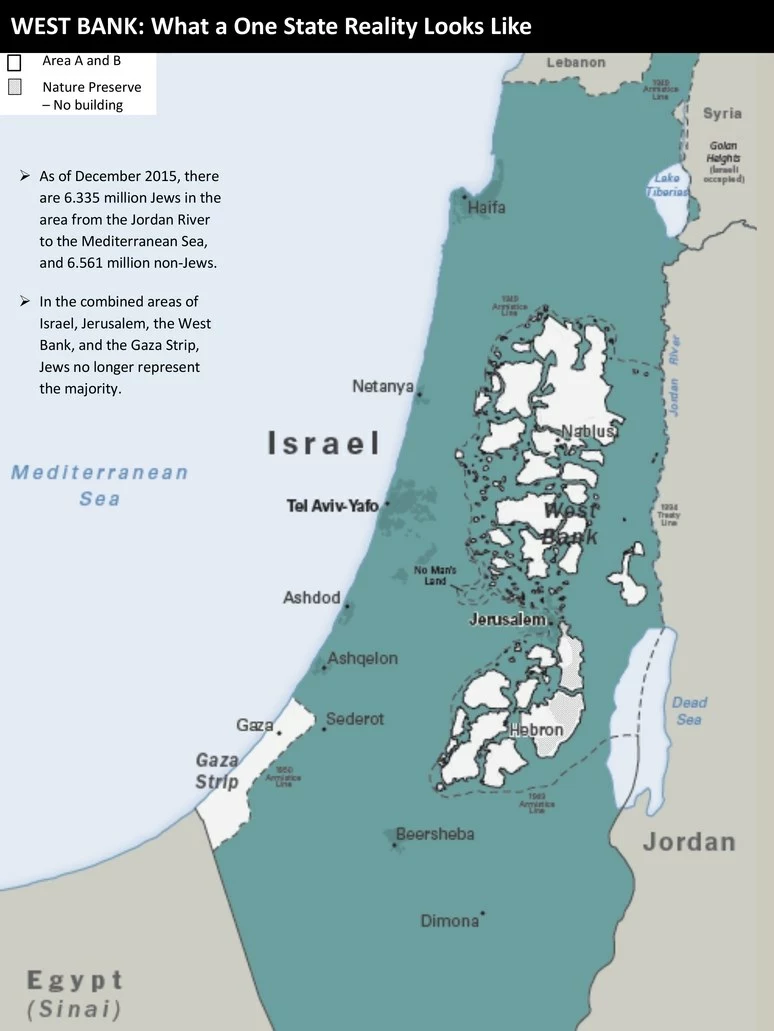 WEST BANK: What a One State Reality Looks Like
Area A and B
Nature Preserve
– No building
➢ As of December 2015, there
are 6.335 million Jews in the
area from the Jordan River
to the Mediterranean Sea,
and 6.561 million non-Jews.
➢ In the combined areas of
Israel, Jerusalem, the West
Bank, and the Gaza Strip,
Jews no longer represent
the majority.
Lebanon
Armistice
Line
Syria
Golan
Heights
(Israeli
occupied)
Lake
Tiberias
Haifa
1949
Armistice
Line
Jordan River
Netanya
Nablus
Israel
Mediterranean
Sea
Tel Aviv-Yafo
West
Bank
1994
Treaty
Line
No Man's
Land
Ashdod
Jerusalem
Ashqelon
Dead
Sea
Gaza
Sederot
Hebron
Gaza
Strip
1950
Armistice
Line
1949
Armistice
Line
Beersheba
Jordan
Dimona
Egypt
(Sinai)